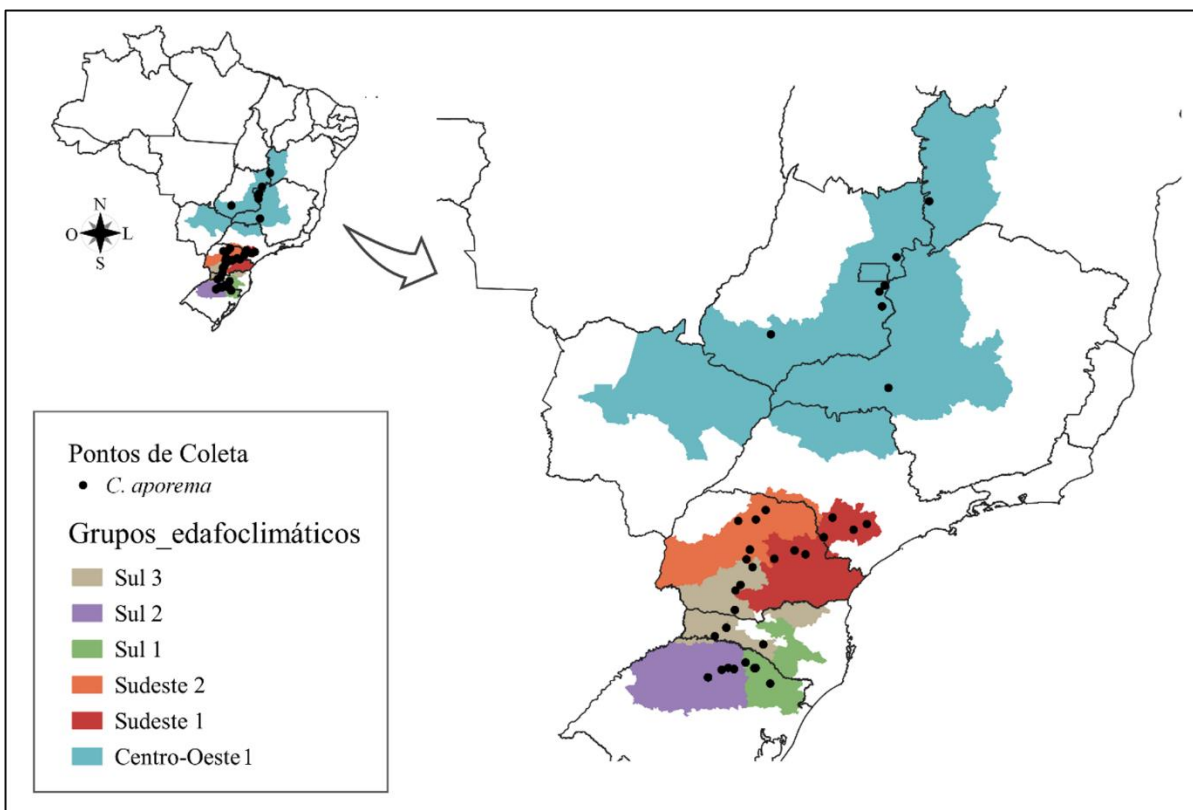 N
O L
S
Pontos de Coleta
C. aporema
Grupos_edafoclimáticos
Sul 3
Sul 2
Sul 1
Sudeste 2
Sudeste 1
Centro-Oeste 1